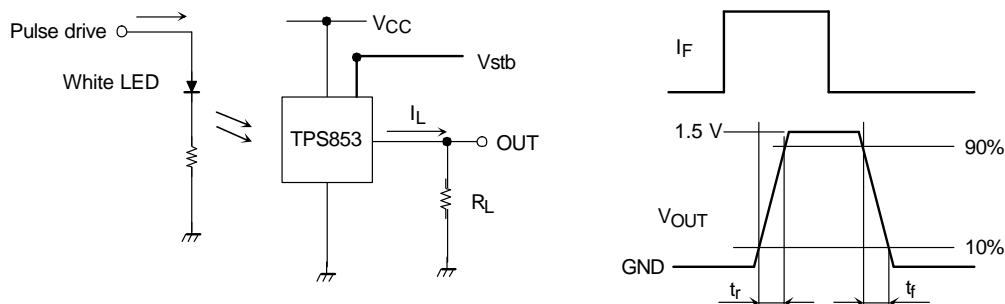 Pulse drive
White LED
VCC
Vstb
TPS853
IL
OUT
RL
IF
1.5 V
90%
VOUT
10%
GND
tr
tf